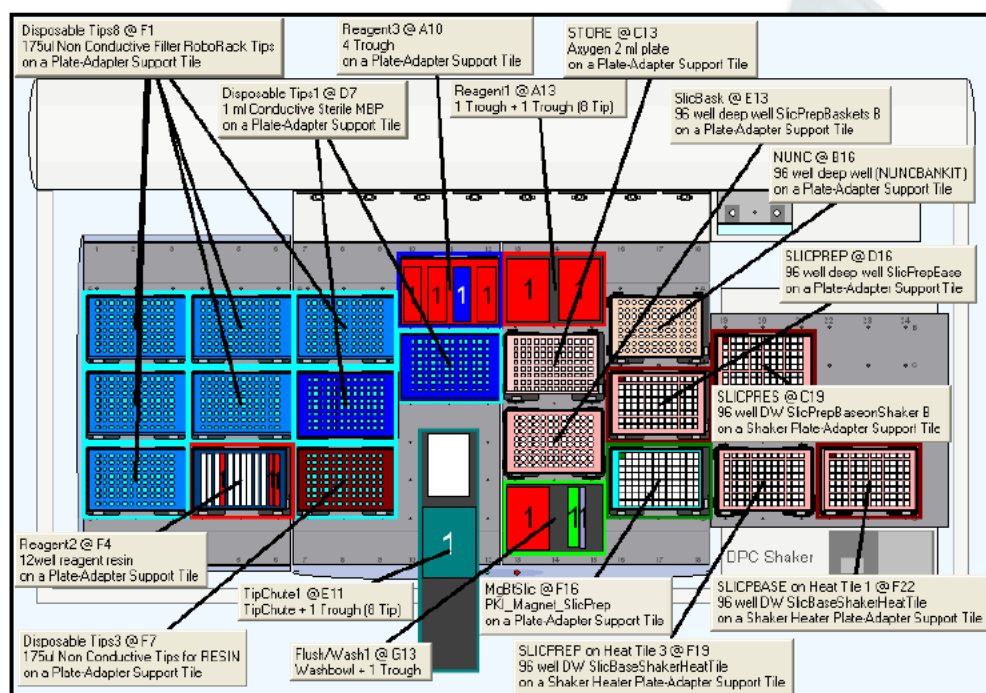 Disposable Tips8 @ F1
175ul Non Conductive Filter RoboRack Tips
on a Plate-Adapter Support Tile
Reagent3 @ A10
4 Trough
on a Plate-Adapter Support Tile
STORE @ C13
Axygen 2 ml plate
on a Plate-Adapter Support Tile
Disposable Tips1 @ D7
1 ml Conductive Sterile MBP
on a Plate-Adapter Support Tile
Reagent1 @ A13
1 Trough + 1 Trough (8 Tip)
SlicBask @ E13
96 well deep well SlicPrepBaskets B
on a Plate-Adapter Support Tile
NUNC @ B16
96 well deep well (NUNCBANKIT)
on a Plate-Adapter Support Tile
SLICPREP @ D16
96 well deep well SlicPrepEase
on a Plate-Adapter Support Tile
1 1 1 1
1 1
SLICPRES @ C19
96 well DW SlicPrepBaseonShaker B
on a Shaker Plate-Adapter Support Tile
1
1 1
DPC Shaker
Reagent2 @ F4
12well reagent resin
on a Plate-Adapter Support Tile
TipChute1 @ E11
TipChute + 1 Trough (8 Tip)
MgBtSlic @ F16
PKI_Magnet_SlicPrep
on a Plate-Adapter Support Tile
SLICPBASE on Heat Tile 1 @ F22
96 well DW SlicBaseShakerHeatTile
on a Shaker Heater Plate-Adapter Support Tile
Disposable Tips3 @ F7
175ul Non Conductive Tips for RESIN
on a Plate-Adapter Support Tile
Flush/Wash1 @ G13
Washbowl + 1 Trough
SLICPREP on Heat Tile 3 @ F19
96 well DW SlicBaseShakerHeatTile
on a Shaker Heater Plate-Adapter Support Tile